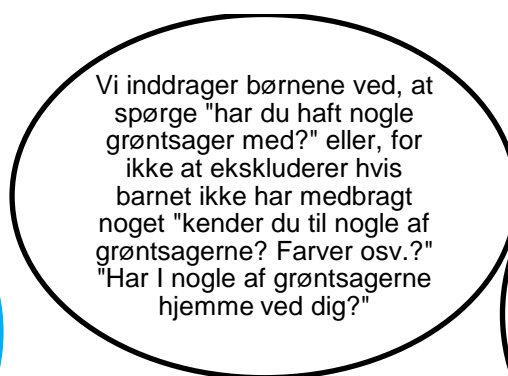 Vi inddrager børnene ved, at
spørge "har du haft nogle
grøntsager med?" eller, for
ikke at ekskluderer hvis
barnet ikke har medbragt
noget "kender du til nogle af
grøntsagerne? Farver osv.?"
"Har I nogle af grøntsagerne
hjemme ved dig?"